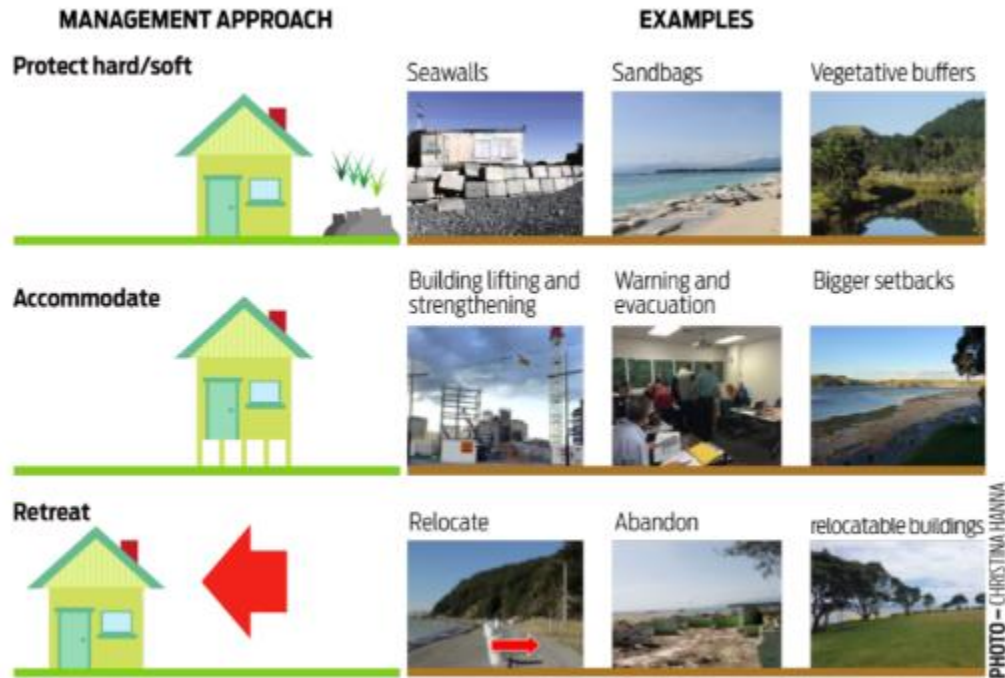 MANAGEMENT APPROACH
EXAMPLES
Protect hard/soft
Seawalls
Sandbags
Vegetative buffers
Accommodate
Building lifting and
strengthening
Warning and
evacuation
Bigger setbacks
Retreat
Relocate
Abandon
relocatable buildings
PHOTO – CHRISTINA HANNA